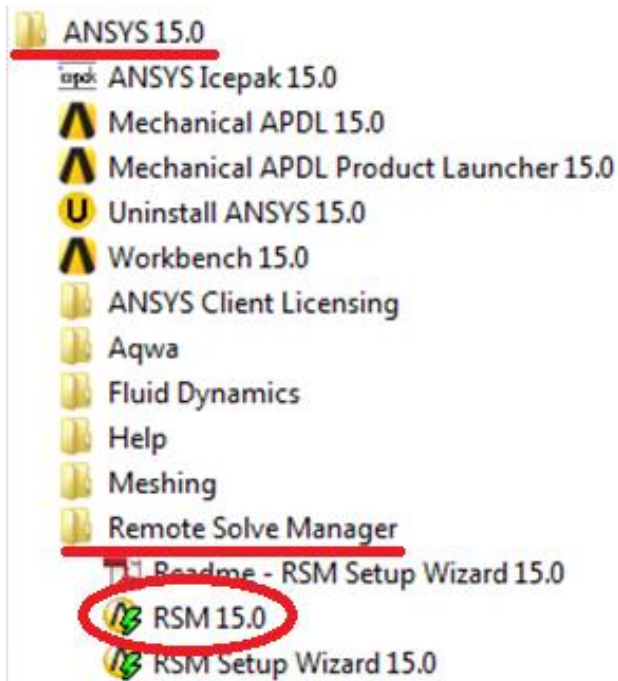 ANSYS 15.0
ANSYS Icepak 15.0
Mechanical APDL 15.0
Mechanical APDL Product Launcher 15.0
Uninstall ANSYS 15.0
Workbench 15.0
ANSYS Client Licensing
Aqwa
Fluid Dynamics
Help
Meshing
Remote Solve Manager
Readme - RSM Setup Wizard 15.0
RSM 15.0
RSM Setup Wizard 15.0